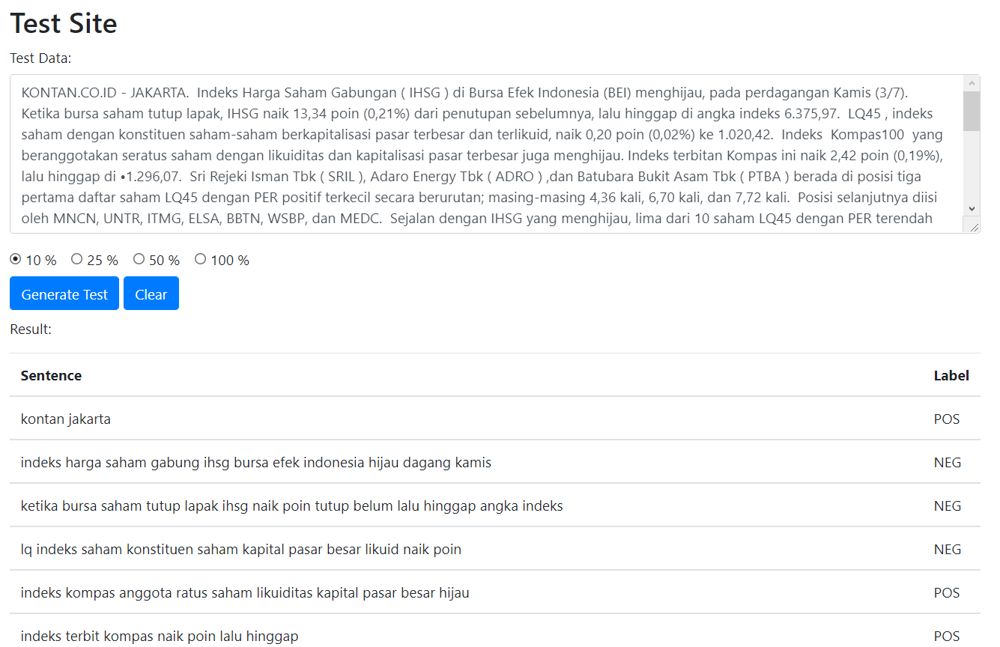 Test Site
Test Data:
KONTAN.CO.ID - JAKARTA.  Indeks Harga Saham Gabungan ( IHSG ) di Bursa Efek Indonesia (BEI) menghijau, pada perdagangan Kamis (3/7).
Ketika bursa saham tutup lapak, IHSG naik 13,34 poin (0,21%) dari penutupan sebelumnya, lalu hinggap di angka indeks 6.375,97.  LQ45 , indeks
saham dengan konstituen saham-saham berkapitalisasi pasar terbesar dan terlikuid, naik 0,20 poin (0,02%) ke 1.020,42.  Indeks  Kompas100  yang
beranggotakan seratus saham dengan likuiditas dan kapitalisasi pasar terbesar juga menghijau. Indeks terbitan Kompas ini naik 2,42 poin (0,19%),
lalu hinggap di •1.296,07.  Sri Rejeki Isman Tbk ( SRIL ), Adaro Energy Tbk ( ADRO ) ,dan Batubara Bukit Asam Tbk ( PTBA ) berada di posisi tiga
pertama daftar saham LQ45 dengan PER positif terkecil secara berurutan; masing-masing 4,36 kali, 6,70 kali, dan 7,72 kali.  Posisi selanjutnya diisi
oleh MNCN, UNTR, ITMG, ELSA, BBTN, WSBP, dan MEDC.  Sejalan dengan IHSG yang menghijau, lima dari 10 saham LQ45 dengan PER terendah
10 % 25 % 50 % 100 %
Generate Test Clear
Result:
Sentence Label
kontan jakarta POS
indeks harga saham gabung ihsg bursa efek indonesia hijau dagang kamis NEG
ketika bursa saham tutup lapak ihsg naik poin tutup belum lalu hinggap angka indeks NEG
lq indeks saham konstituen saham kapital pasar besar likuid naik poin NEG
indeks kompas anggota ratus saham likuiditas kapital pasar besar hijau POS
indeks terbit kompas naik poin lalu hinggap POS